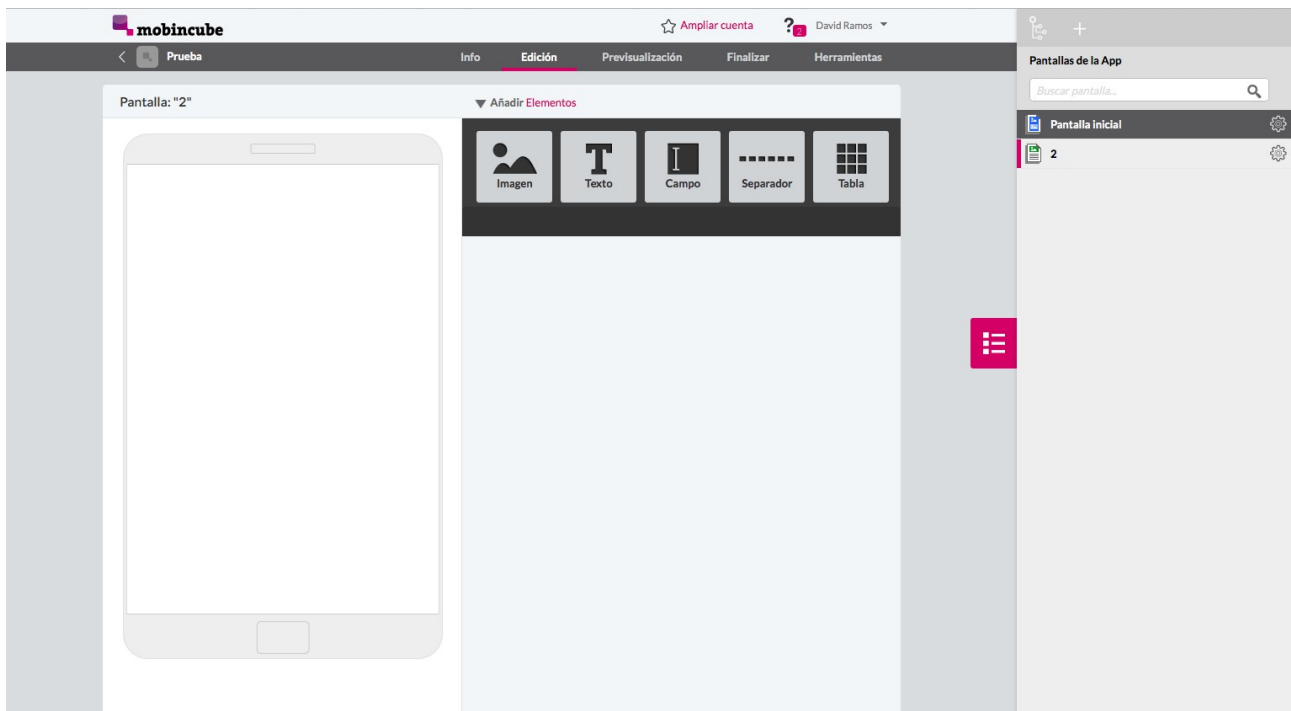 mobincube
Ampliar cuenta
? 2
David Ramos
Prueba
Info
Edición
Previsualización
Finalizar
Herramientas
Pantalla: "2"
Añadir Elementos
Imagen
Texto
Campo
Separador
Tabla
Pantallas de la App
Buscar pantalla...
Pantalla inicial
2